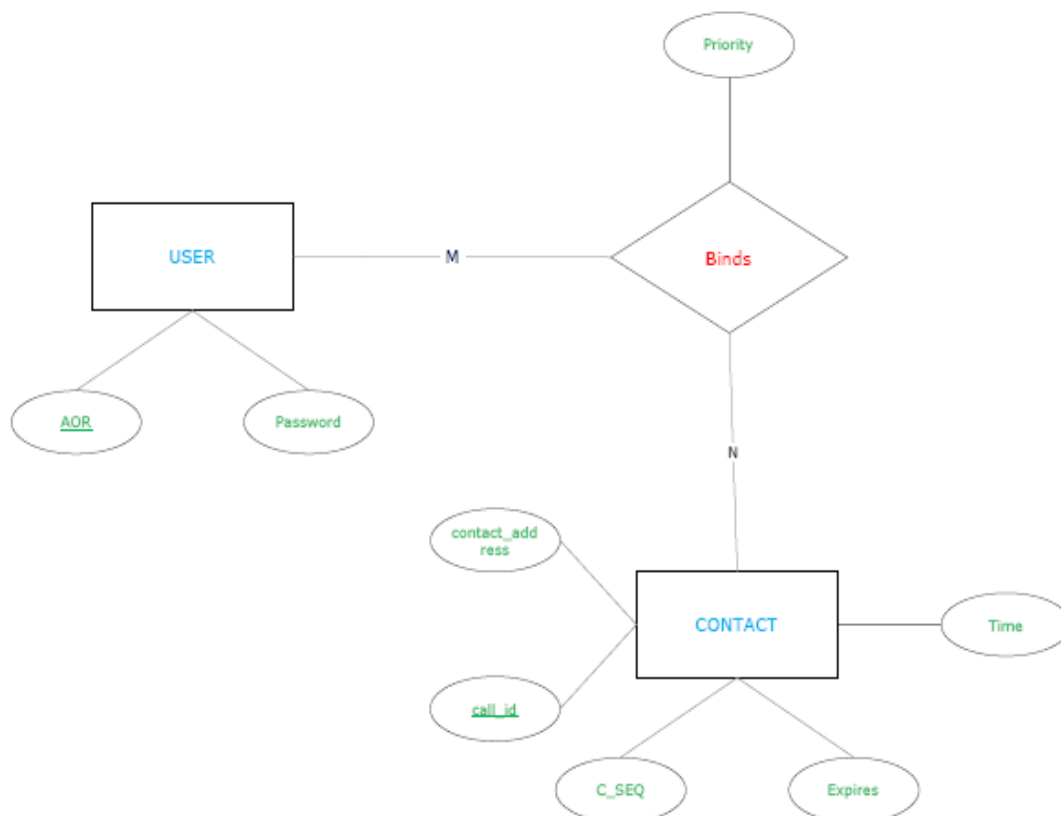 Priority
USER
M
Binds
AOR
Password
N
contact_add
ress
CONTACT
Time
call_id
C_SEQ
Expires